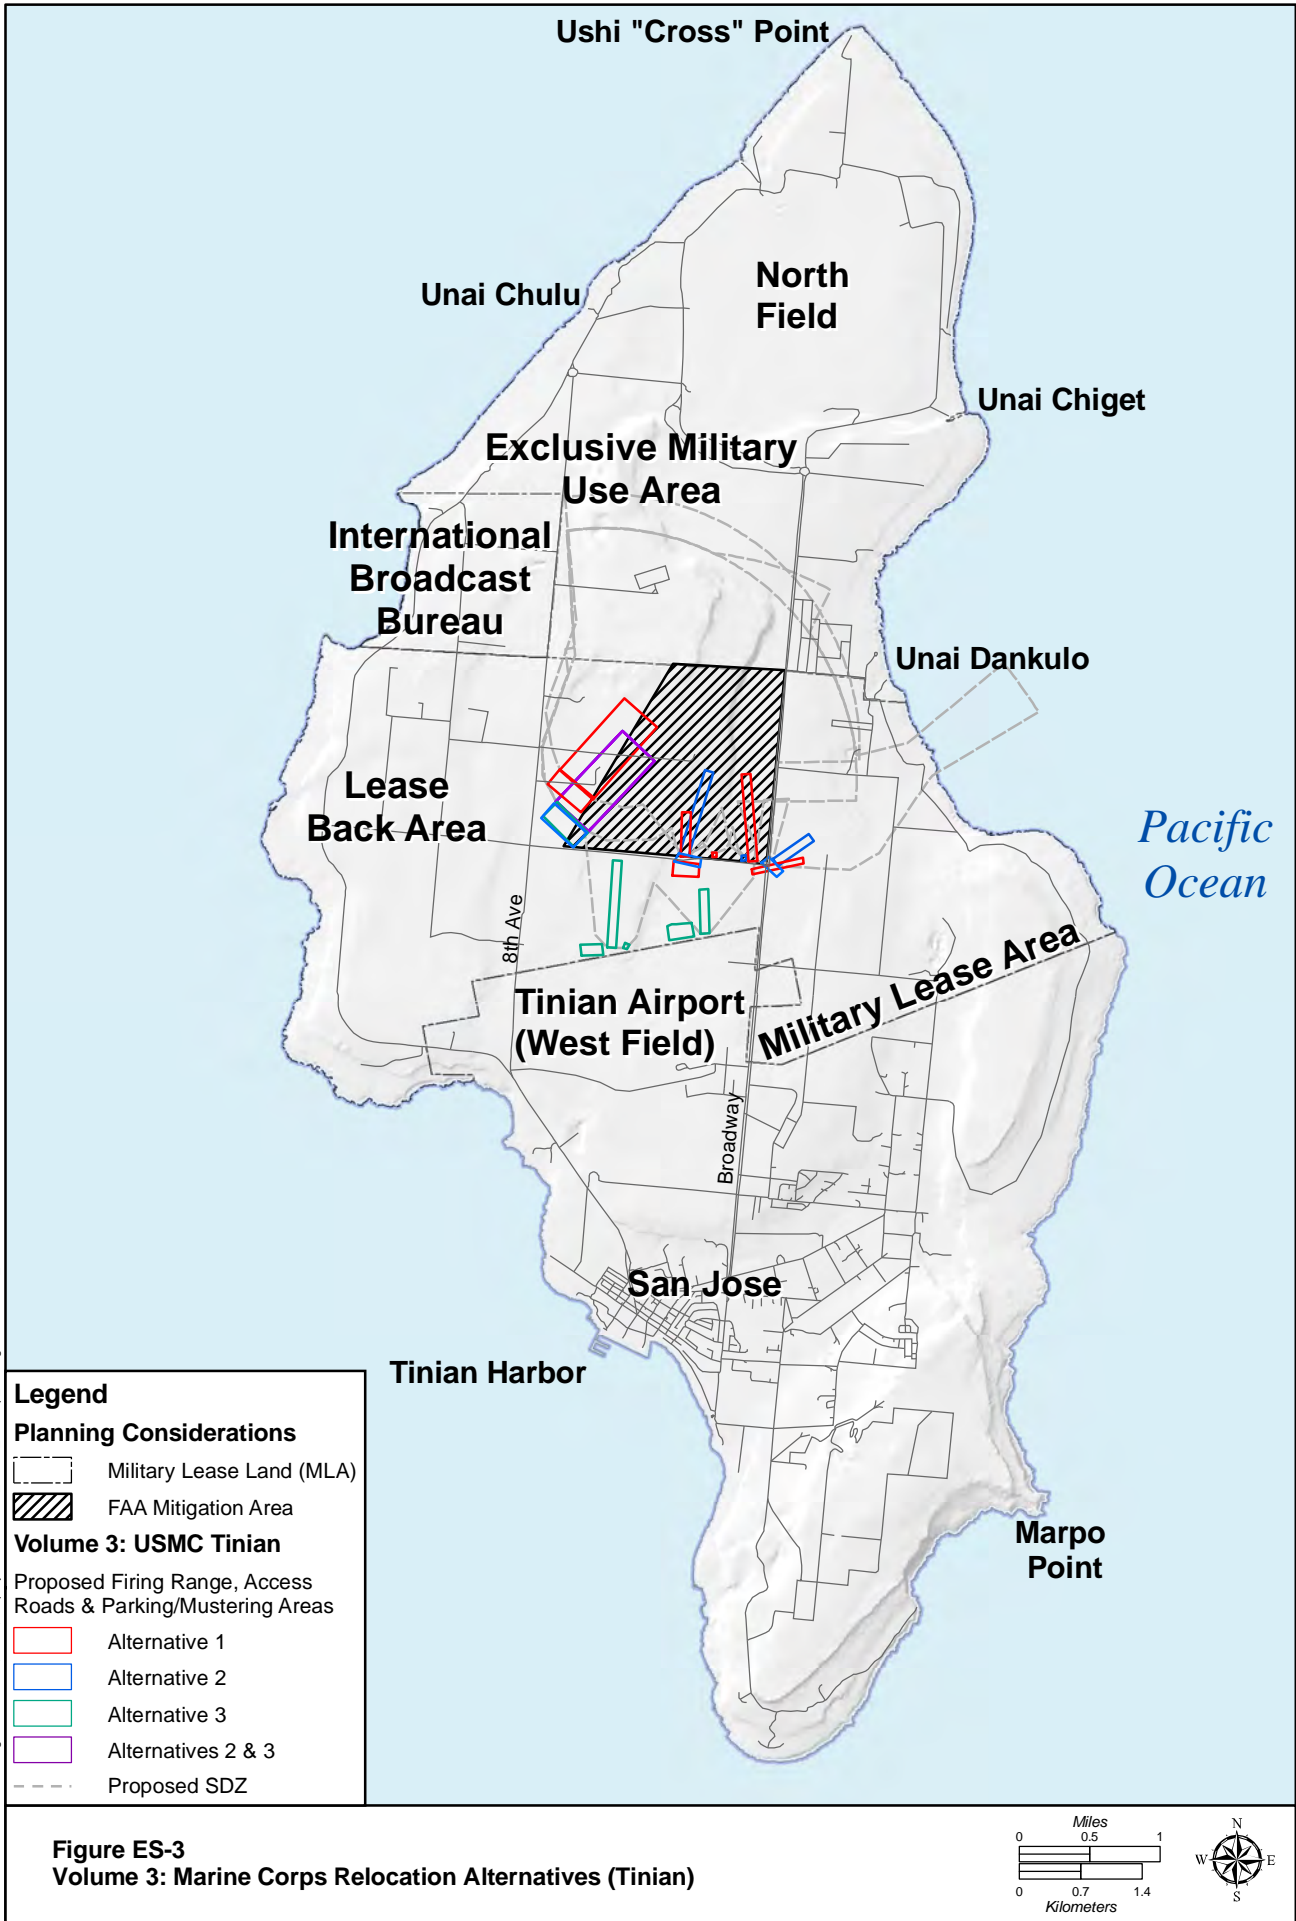 Ushi "Cross" Point
North
Field
Unai Chulu
Unai Chiget
Exclusive Military
Use Area
International
Broadcast
Bureau
Unai Dankulo
Lease
Back Area
Pacific
Ocean
8th Ave
Military Lease Area
Tinian Airport
(West Field)
Broadway
San Jose
Tinian Harbor
Marpo
Point
Legend
Planning Considerations
Military Lease Land (MLA)
FAA Mitigation Area
Volume 3: USMC Tinian
Proposed Firing Range, Access
Roads & Parking/Mustering Areas
Alternative 1
Alternative 2
Alternative 3
Alternatives 2 & 3
Proposed SDZ
Figure ES-3
Volume 3: Marine Corps Relocation Alternatives (Tinian)
Miles
0 0.5 1
0 0.7 1.4
Kilometers
N
W E
S